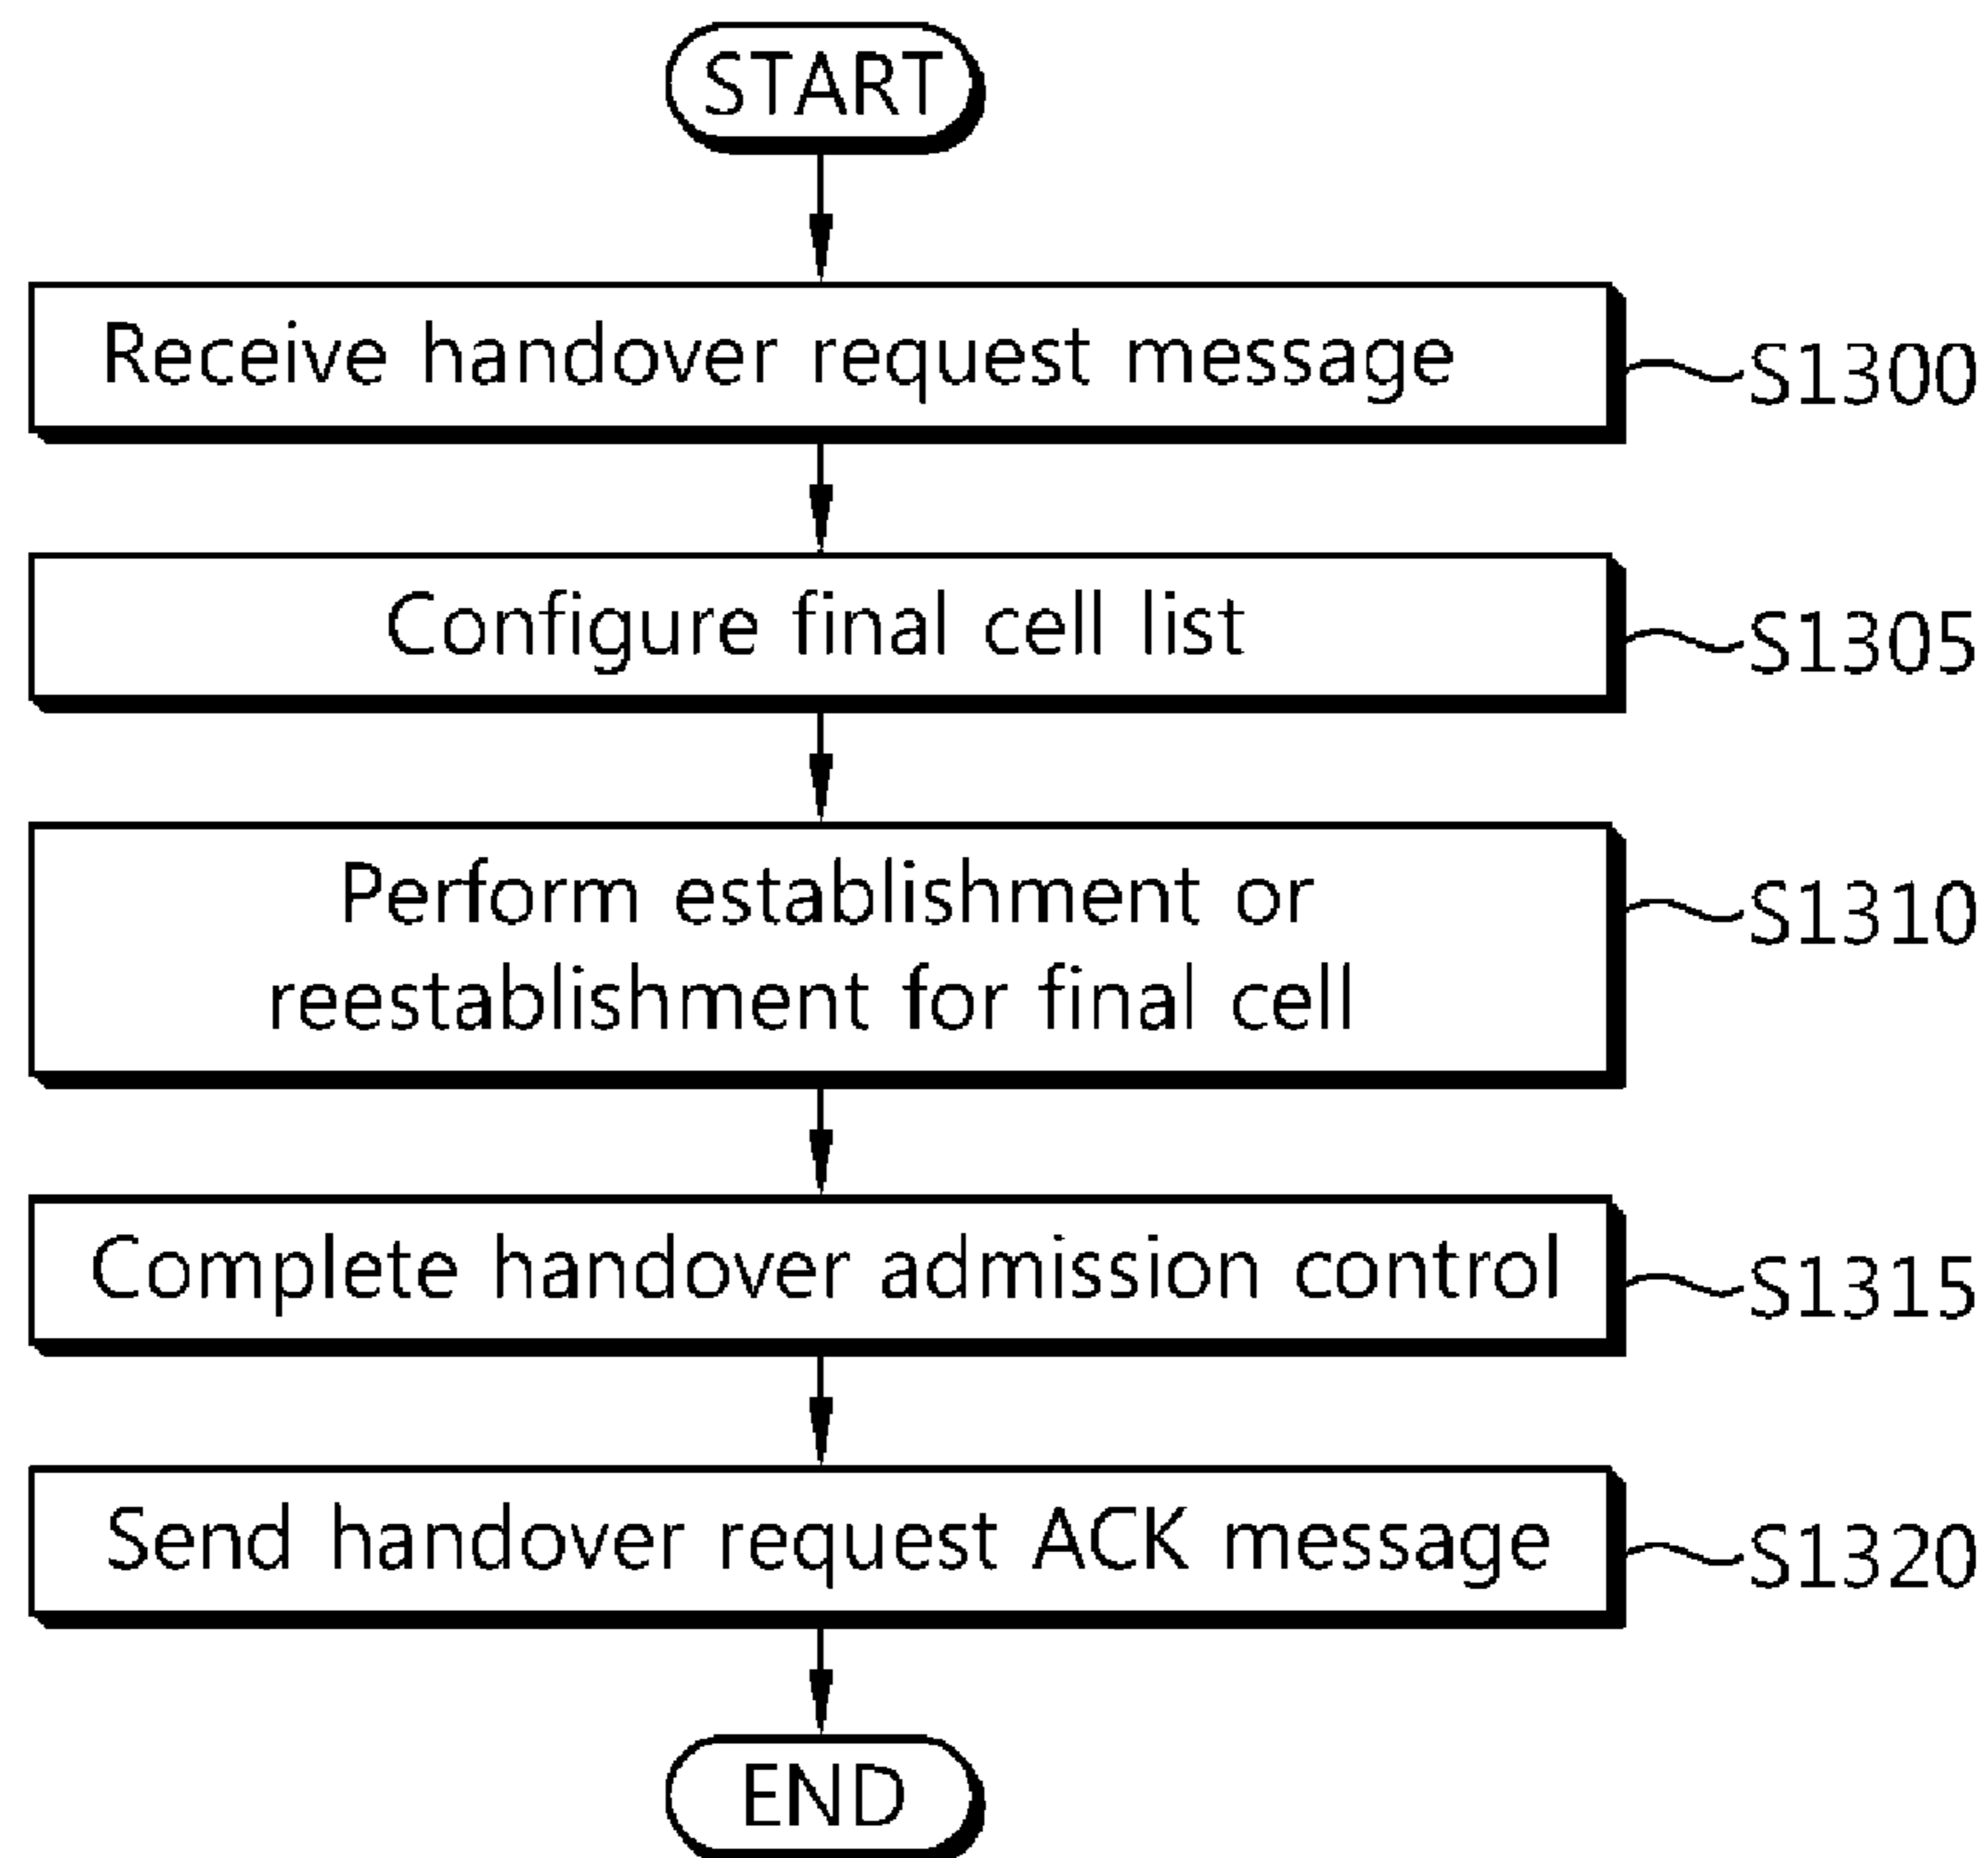 START
Receive handover request message
S1300
Configure final cell list
S1305
Perform establishment or
reestablishment for final cell
S1310
Complete handover admission control
S1315
Send handover request ACK message
S1320
END